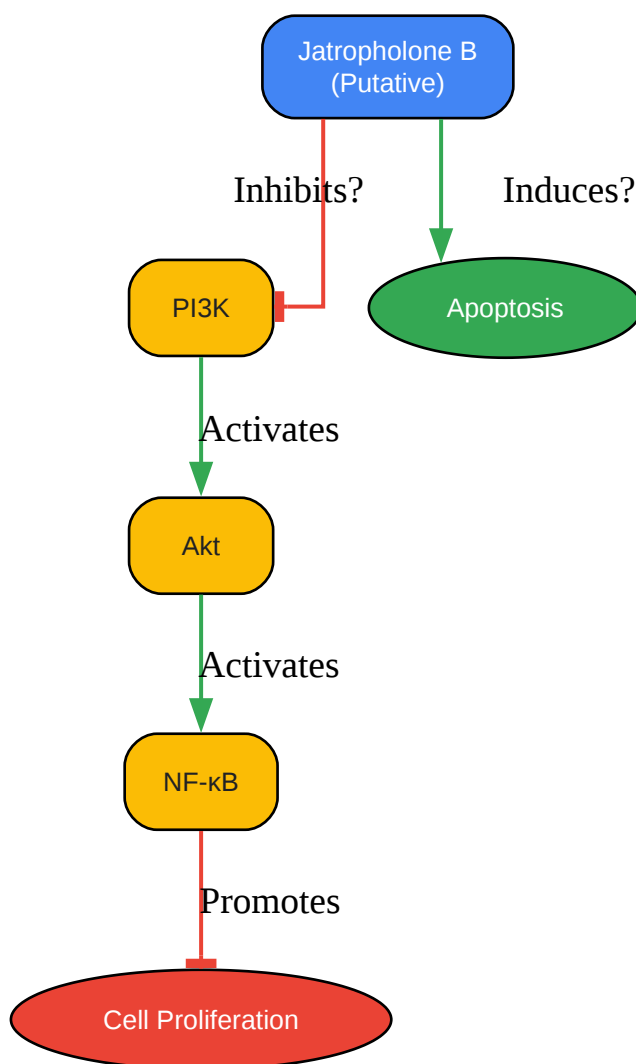 Jatropholone B
(Putative)
Inhibits?
Induces?
PI3K
Apoptosis
Activates
Akt
Activates
NF-κB
Promotes
Cell Proliferation